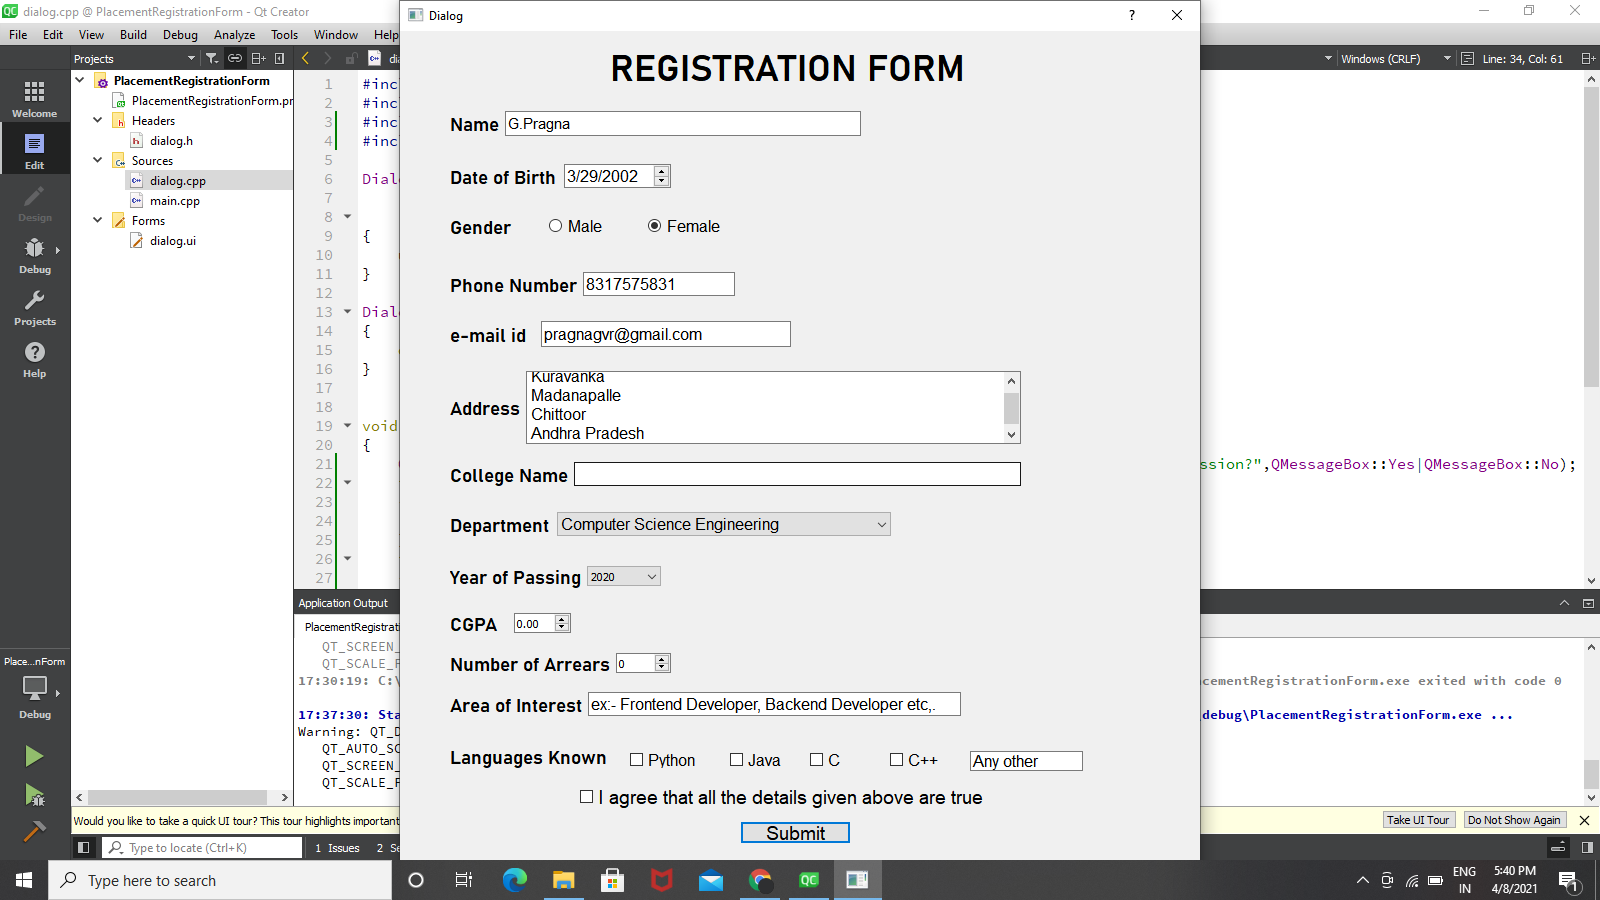 dialog.cpp @ PlacementRegistrationForm - Qt Creator
File Edit View Build Debug Analyze Tools Window Help
Projects
Windows (CRLF)
Line: 34, Col: 61
Welcome
Edit
Design
Debug
Projects
Help
Place...nForm
Debug
PlacementRegistrationForm
PlacementRegistrationForm.pr
Headers
dialog.h
Sources
dialog.cpp
main.cpp
Forms
dialog.ui
1 #incl
2 #incl
3 #incl
4 #incl
5
6 Dial
7
8
9 {
10
11 }
12
13 Dial
14 {
15
16 }
17
18
19 void
20 {
21 ssion?",QMessageBox::Yes|QMessageBox::No);
22
23
24
25
26
27
Dialog
?
REGISTRATION FORM
Name G.Pragna
Date of Birth 3/29/2002
Gender Male Female
Phone Number 8317575831
e-mail id pragnagvr@gmail.com
Address
Kuravanka
Madanapalle
Chittoor
Andhra Pradesh
College Name
Department Computer Science Engineering
Year of Passing 2020
CGPA 0.00
Number of Arrears 0
Area of Interest ex:- Frontend Developer, Backend Developer etc,.
Languages Known Python Java C C++ Any other
I agree that all the details given above are true
Submit
Application Output
PlacementRegistrati
QT_SCREEN_
QT_SCALE_F
17:30:19: C:\ cementRegistrationForm.exe exited with code 0
17:37:30: Sta debug\PlacementRegistrationForm.exe ...
Warning: QT_D
QT_AUTO_SC
QT_SCREEN_
QT_SCALE_F
Would you like to take a quick UI tour? This tour highlights important
Take UI Tour
Do Not Show Again
Type to locate (Ctrl+K)
1 Issues 2 Se
Type here to search
ENG
IN
5:40 PM
4/8/2021
1